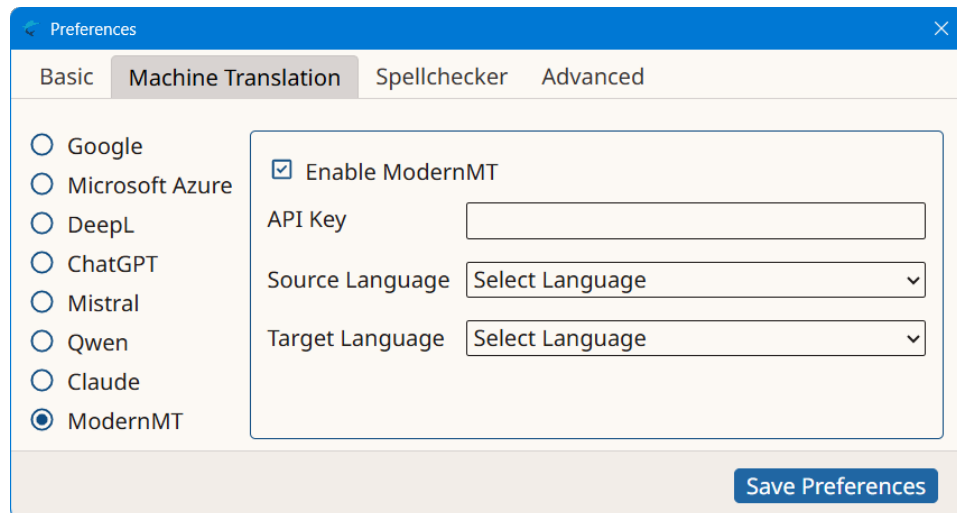 Preferences
Basic Machine Translation Spellchecker Advanced
Google
Microsoft Azure
DeepL
ChatGPT
Mistral
Qwen
Claude
ModernMT
Enable ModernMT
API Key
Source Language Select Language
Target Language Select Language
Save Preferences